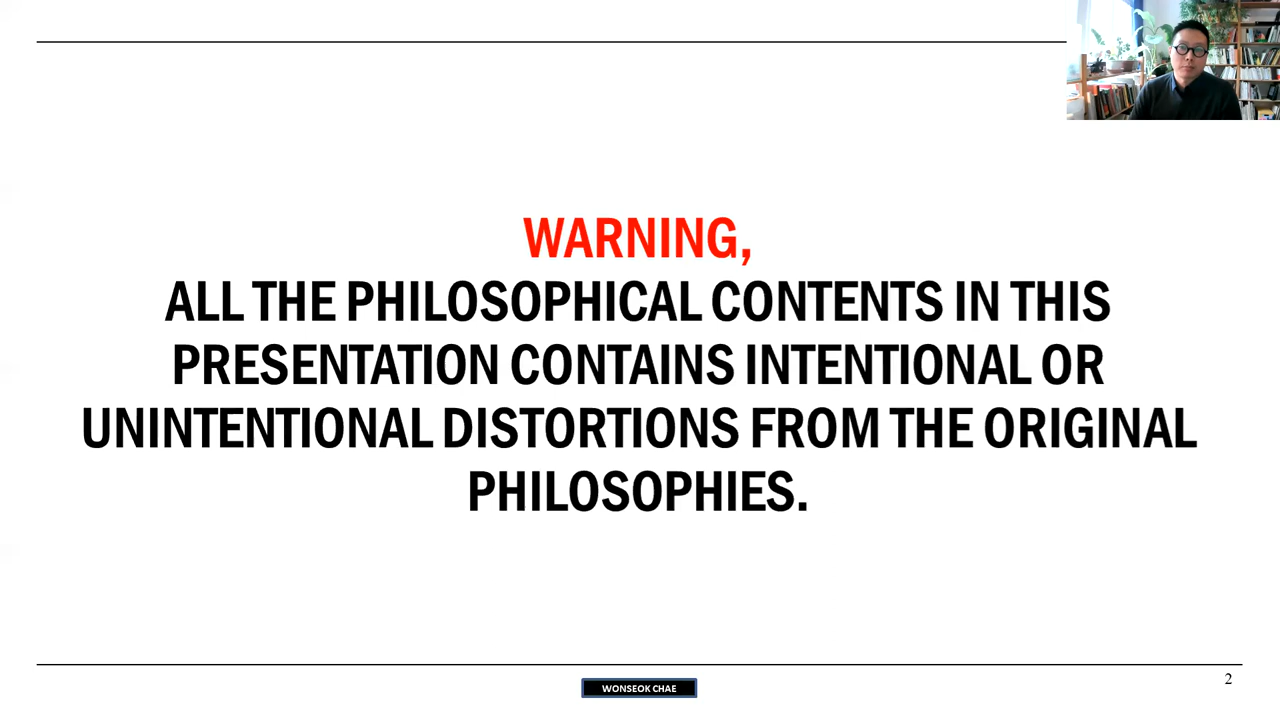 WARNING,
ALL THE PHILOSOPHICAL CONTENTS IN THIS
PRESENTATION CONTAINS INTENTIONAL OR
UNINTENTIONAL DISTORTIONS FROM THE ORIGINAL
PHILOSOPHIES.
WONSEOK CHAE
2